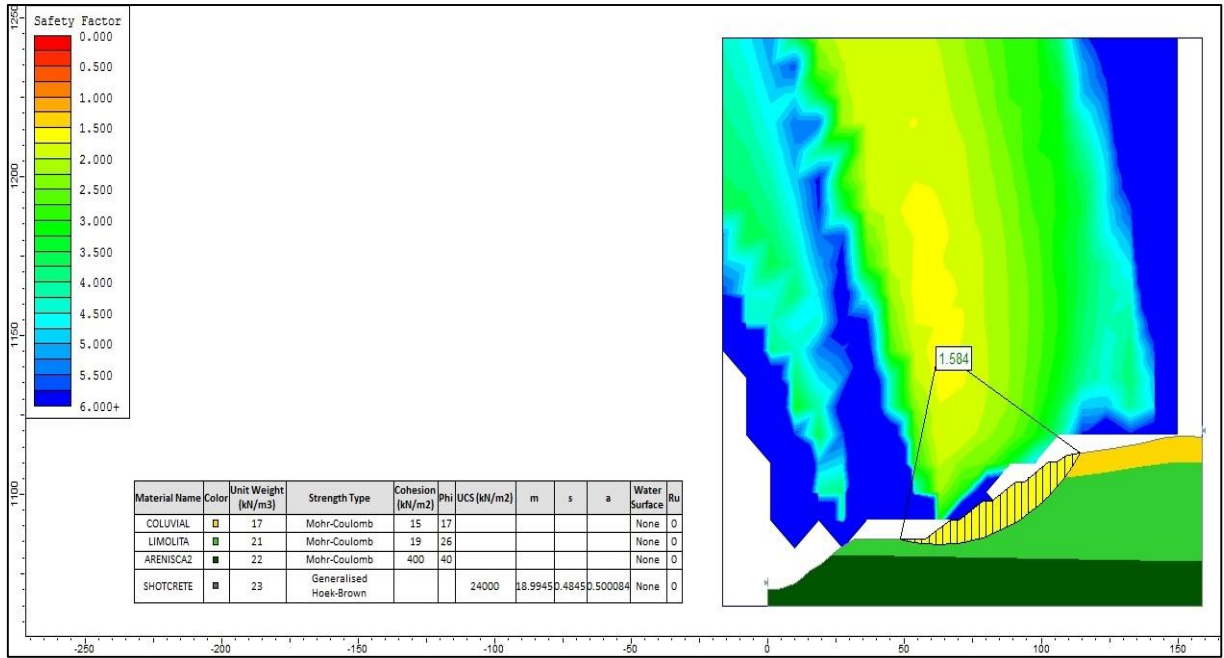 Safety Factor
0.000
0.500
1.000
1.500
2.000
2.500
3.000
3.500
4.000
4.500
5.000
5.500
6.000+
1250
1200
1150
1100
1.584
Material Name Color Unit Weight (kN/m3) Strength Type Cohesion (kN/m2) Phi UCS (kN/m2) m s a Water Surface Ru
COLUVIAL 17 Mohr-Coulomb 15 17 None 0
LIMOLITA 21 Mohr-Coulomb 19 26 None 0
ARENISCA2 22 Mohr-Coulomb 400 40 None 0
SHOTCRETE 23 Generalised Hoek-Brown 24000 18.9945 0.4845 0.500084 None 0
-250 -200 -150 -100 -50 0 50 100 150